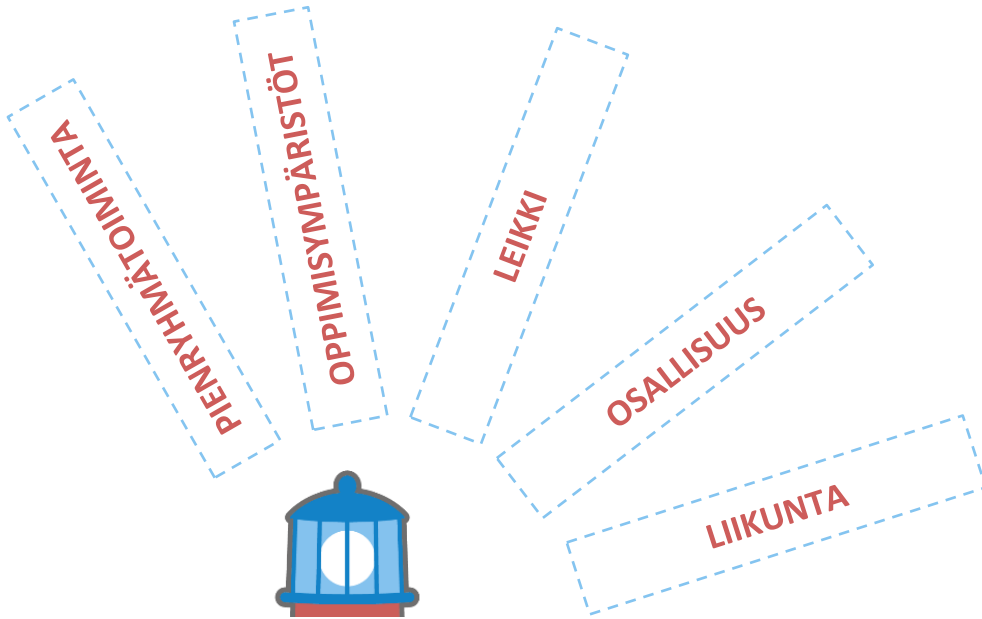 PIENRYHMÄTOIMINTA
OPPIMISYMPÄRISTÖT
LEIKKI
OSALLISUUS
LIIKUNTA